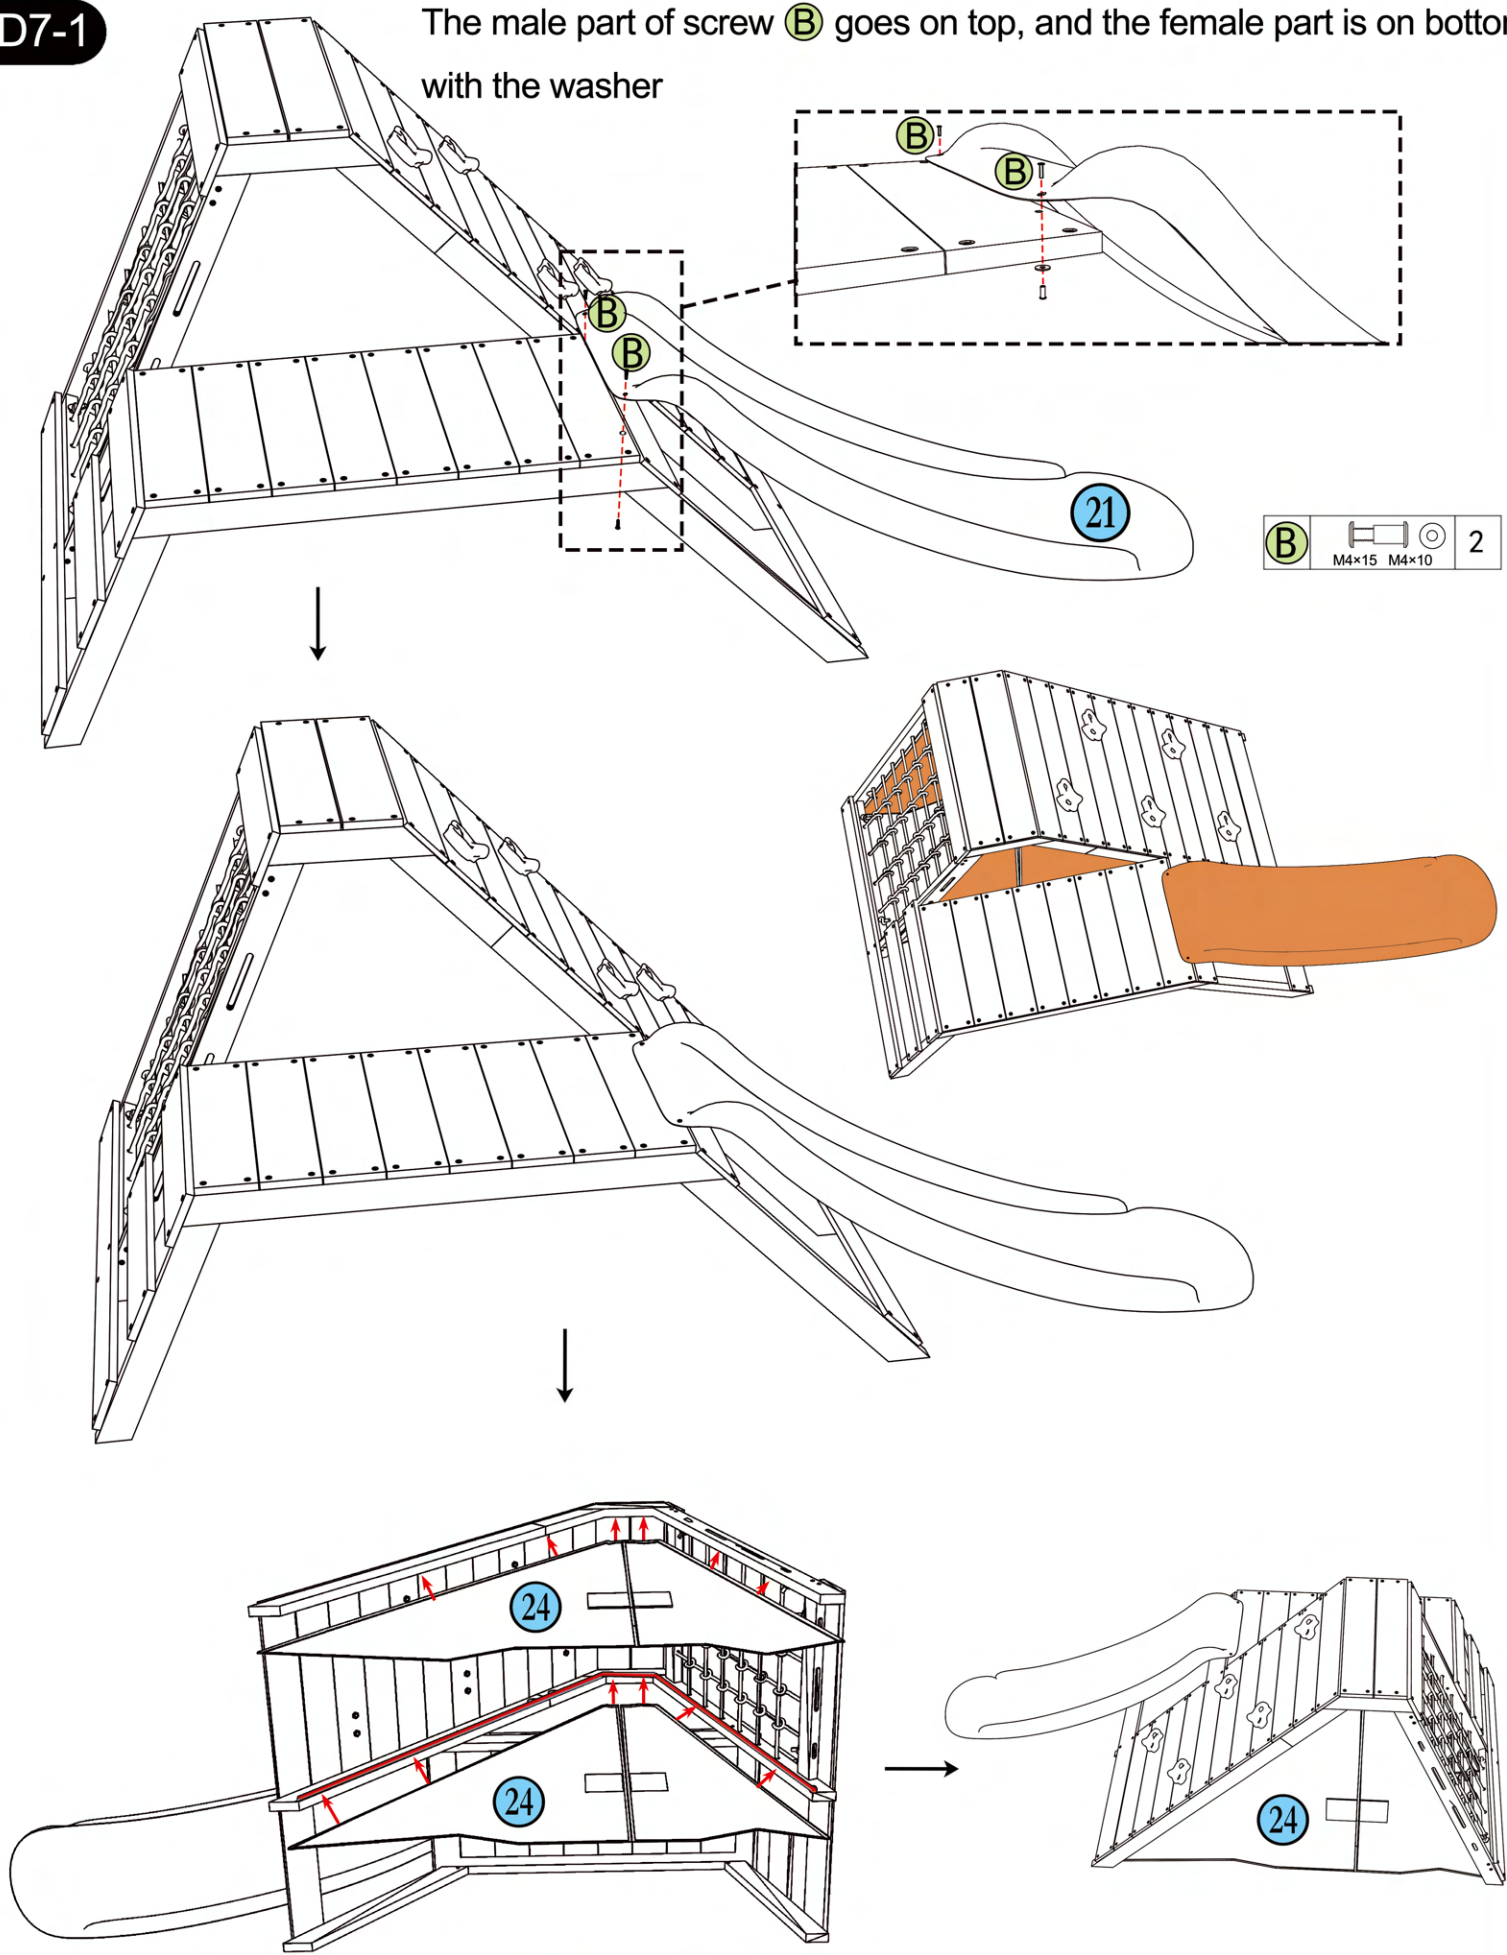 D7-1
The male part of screw B goes on top, and the female part is on bottom
with the washer
B
B
B
B
21
B M4×15 M4×10 2
24
24
24